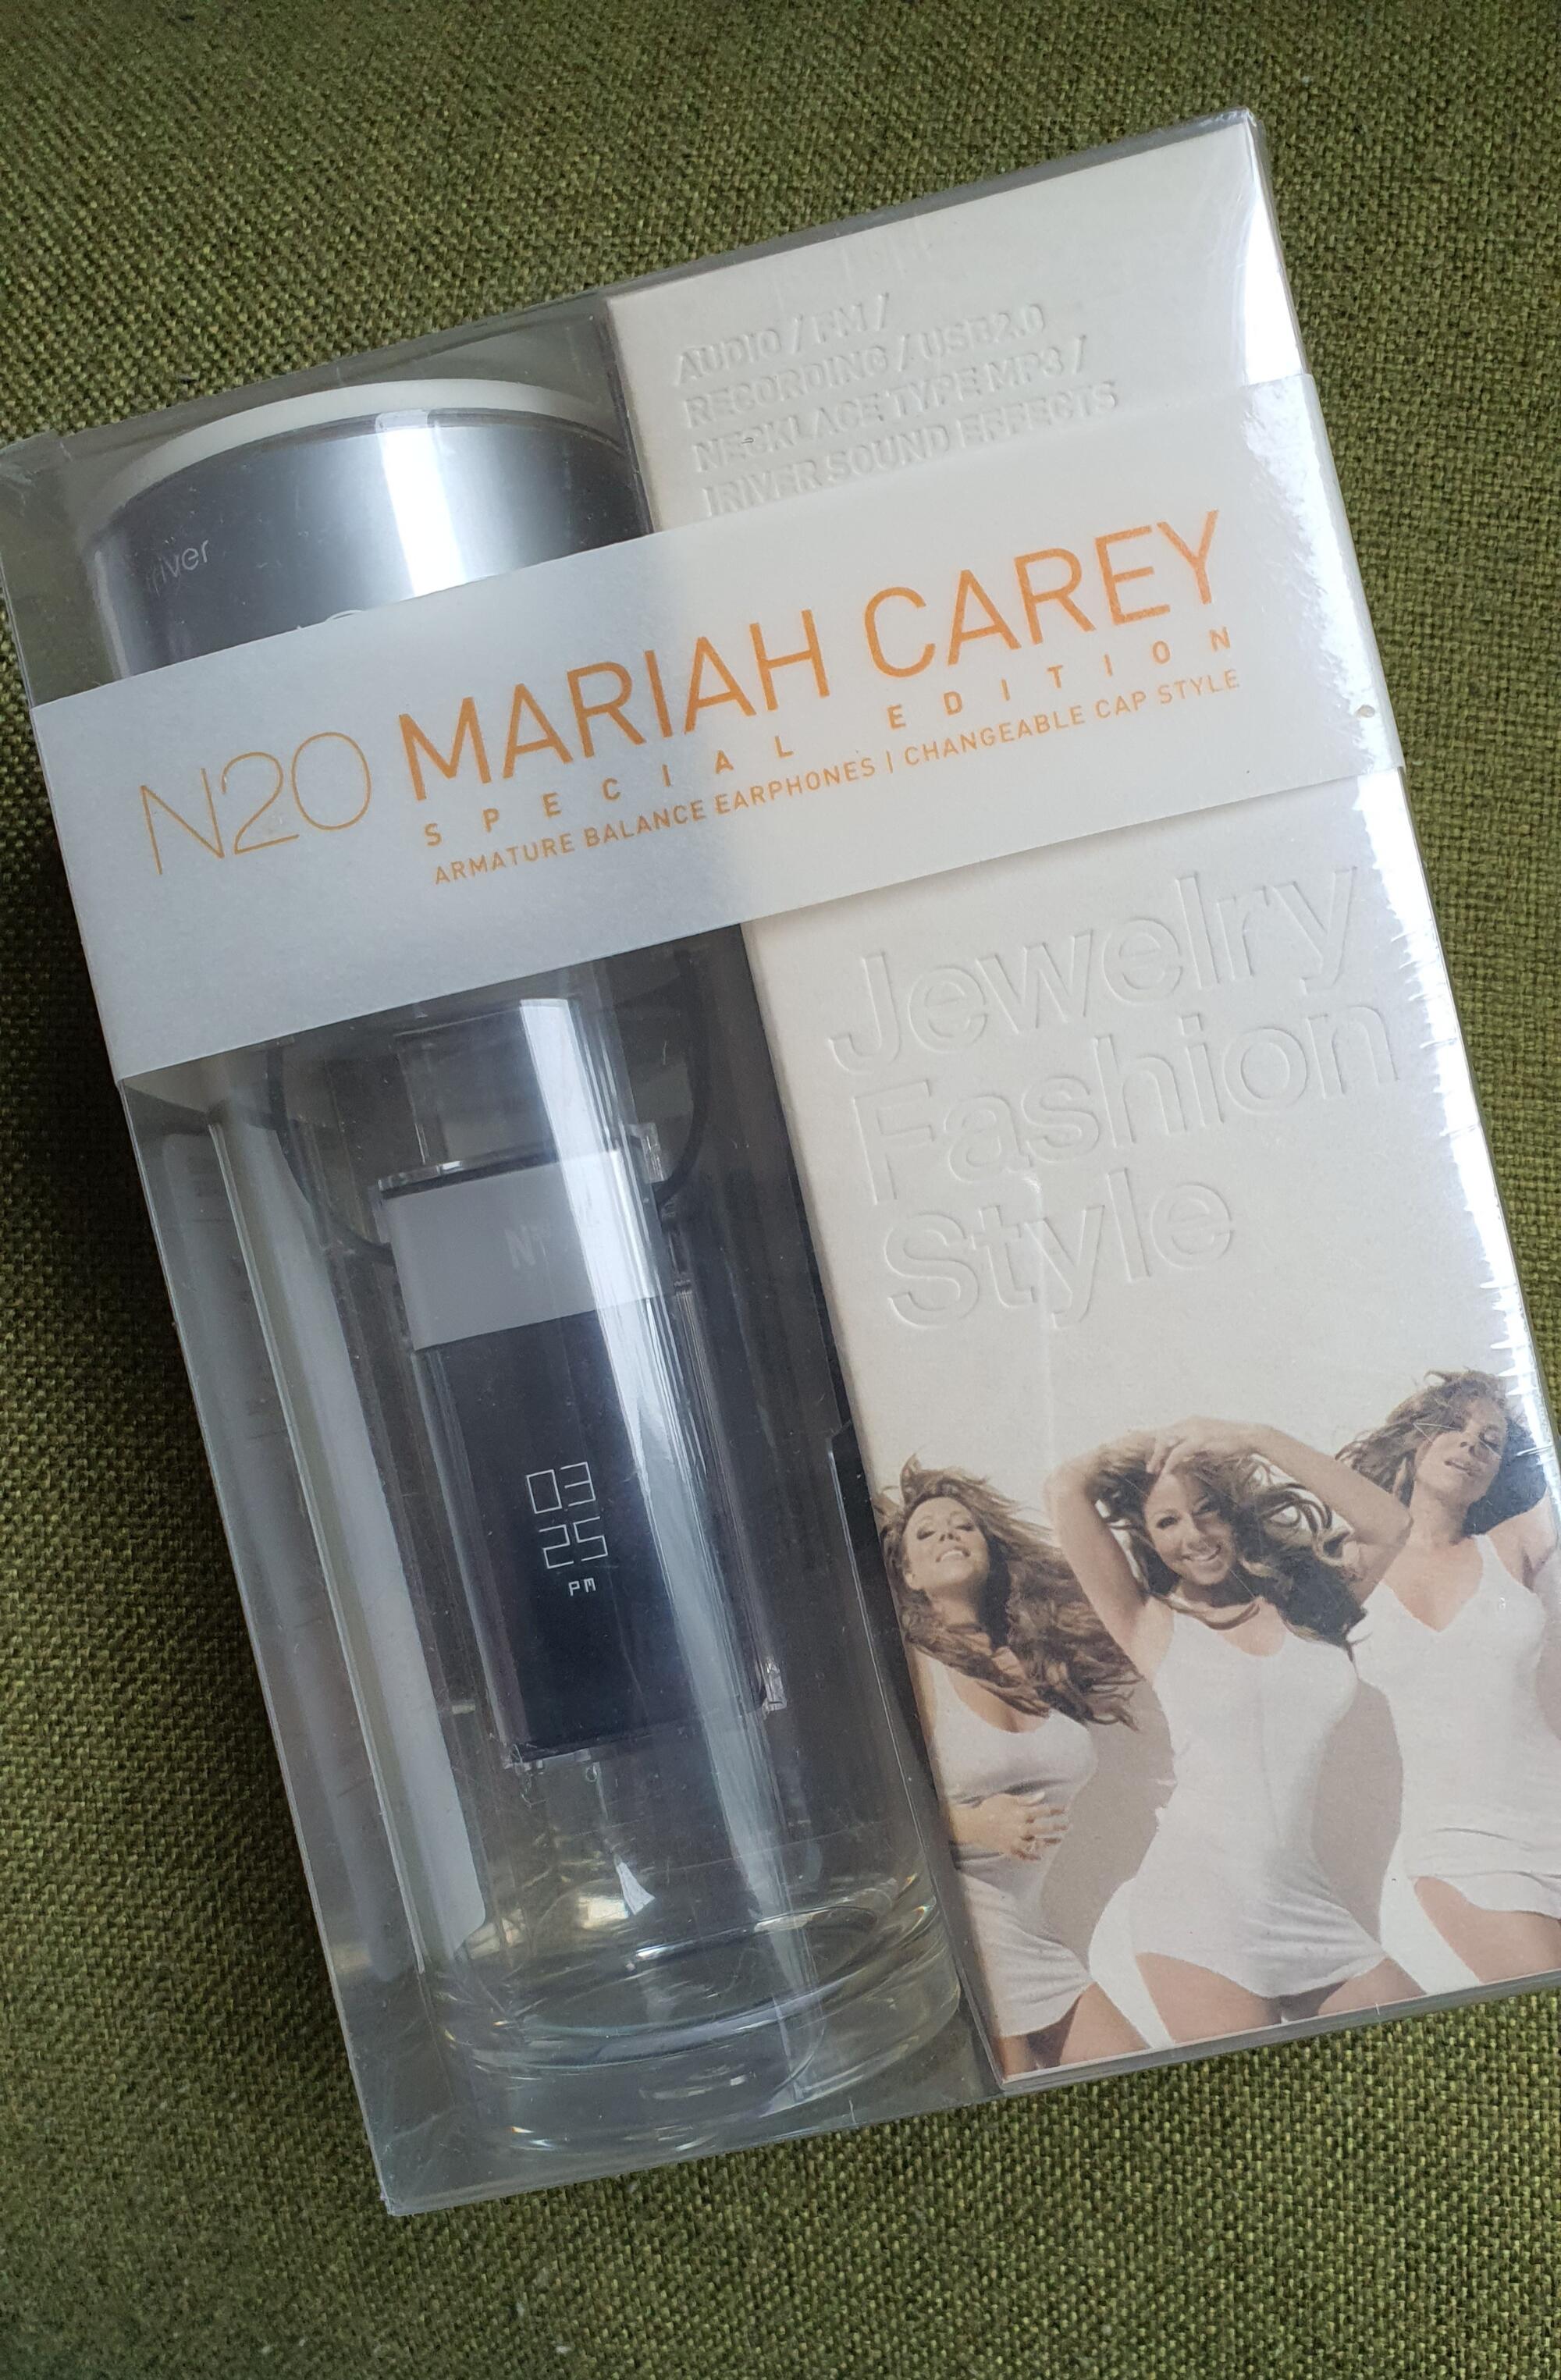 AUDIO / FM /
RECORDING / USB2.0
NECKLACE TYPE MP3 /
IRIVER SOUND EFFECTS
iriver
N20 MARIAH CAREY
SPECIAL EDITION
ARMATURE BALANCE EARPHONES | CHANGEABLE CAP STYLE
Jewelry
Fashion
Style
03
25
PM